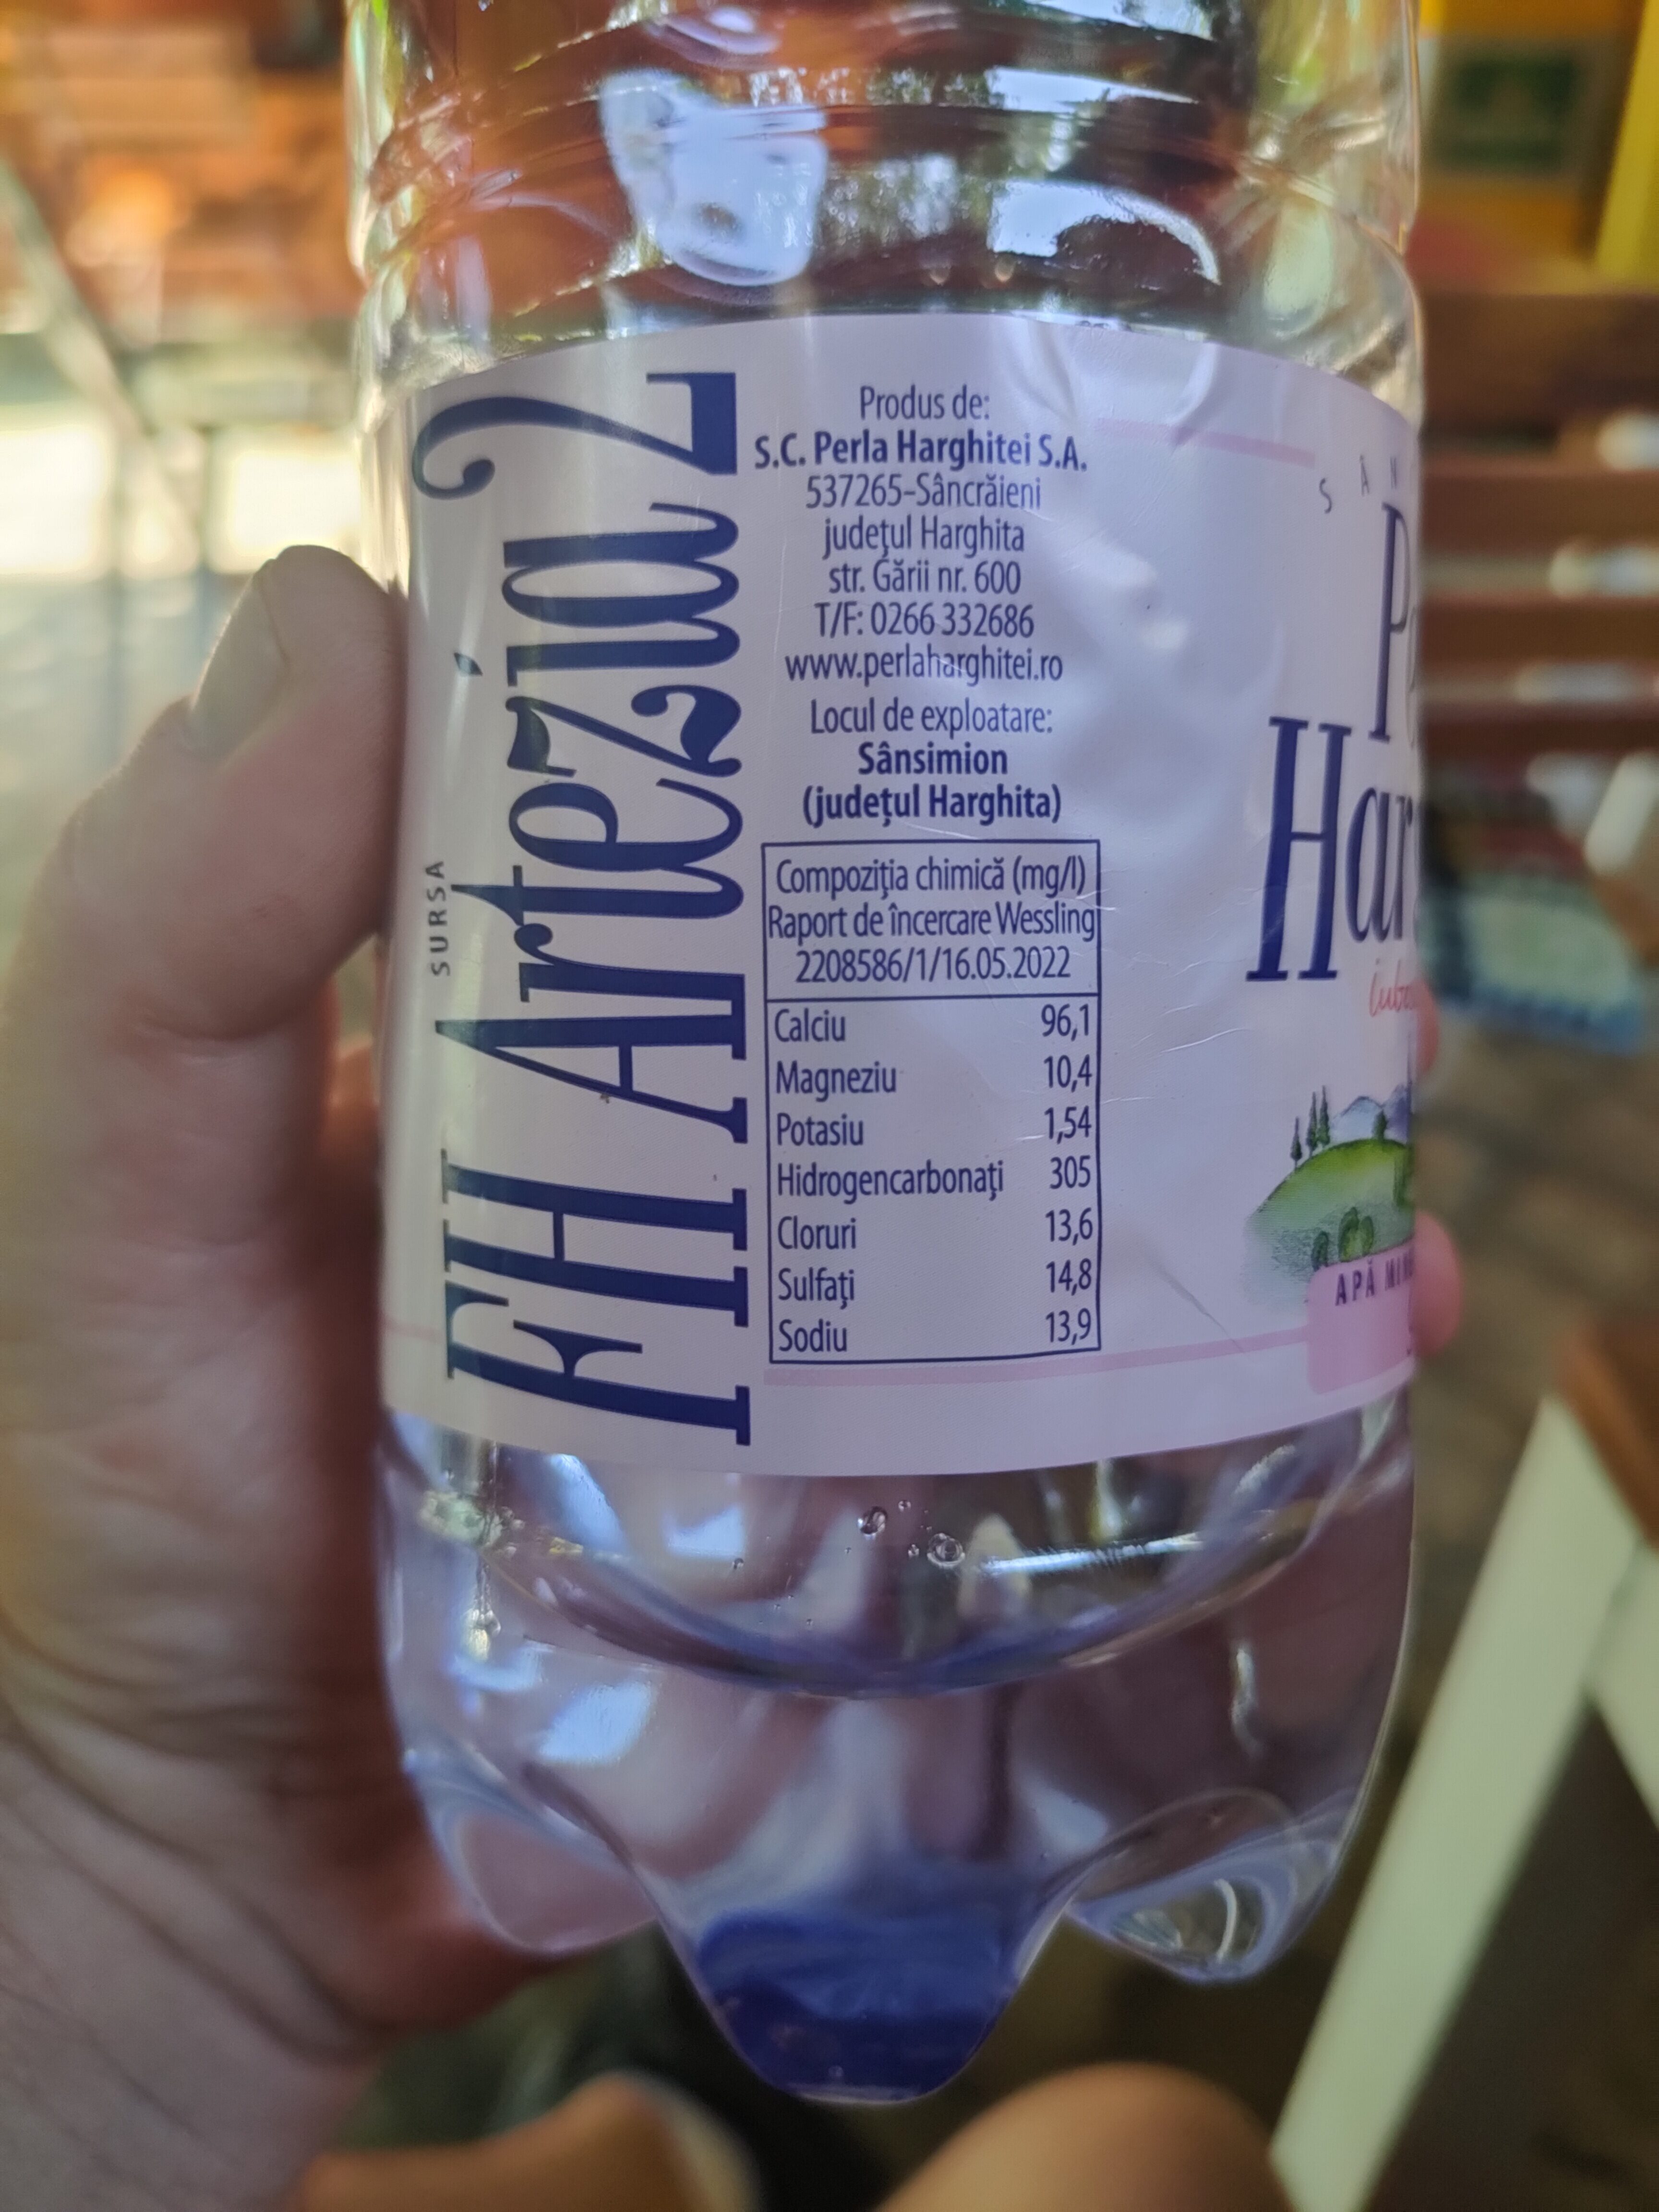 SURSA
FH Artezia 2
Produs de:
S.C. Perla Harghitei S.A.
537265-Sâncrăieni
județul Harghita
str. Gării nr. 600
T/F: 0266 332686
www.perlaharghitei.ro
Locul de exploatare:
Sânsimion
(județul Harghita)
Compoziția chimică (mg/l)
Raport de încercare Wessling
2208586/1/16.05.2022
Calciu 96,1
Magneziu 10,4
Potasiu 1,54
Hidrogencarbonați 305
Cloruri 13,6
Sulfați 14,8
Sodiu 13,9
APĂ